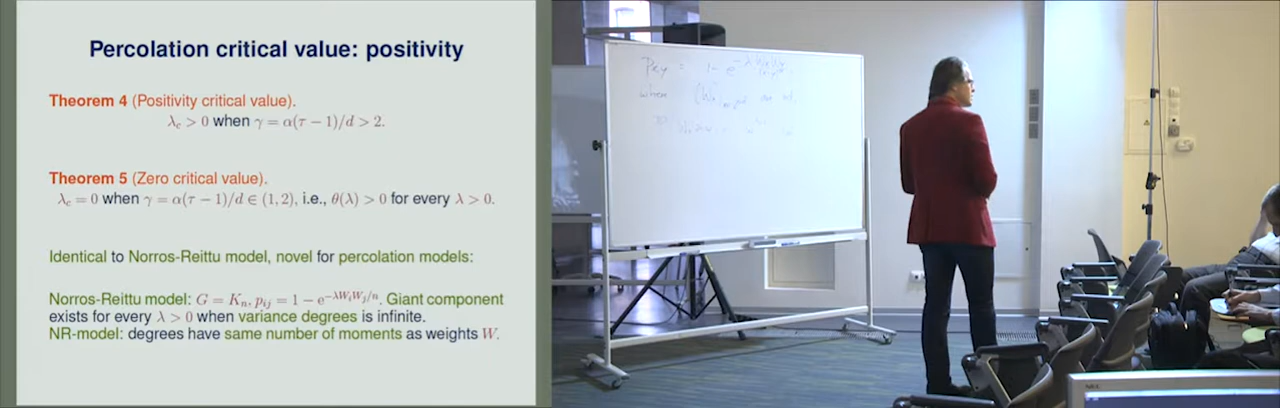 Percolation critical value: positivity
Theorem 4 (Positivity critical value).
λ_c > 0 when γ = α(τ − 1)/d > 2.
Theorem 5 (Zero critical value).
λ_c = 0 when γ = α(τ − 1)/d ∈ (1, 2), i.e., θ(λ) > 0 for every λ > 0.
Identical to Norros-Reittu model, novel for percolation models:
Norros-Reittu model: G = K_n, p_ij = 1 − e^{−λW_iW_j/n}. Giant component
exists for every λ > 0 when variance degrees is infinite.
NR-model: degrees have same number of moments as weights W.
where
NEC